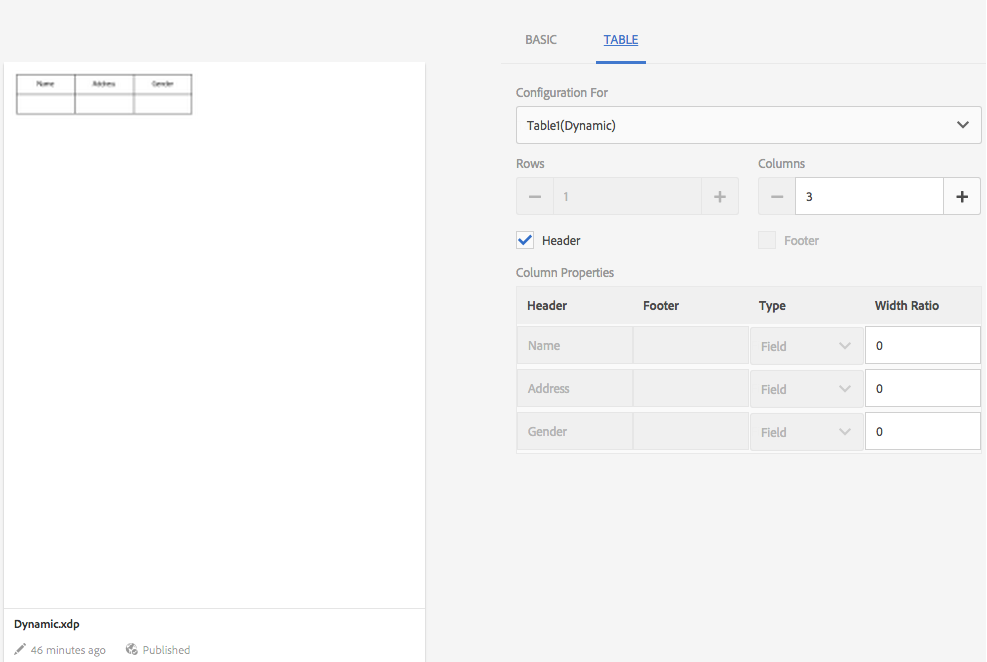 BASIC TABLE
Name Address Gender
Configuration For
Table1(Dynamic)
Rows Columns
1 3
Header Footer
Column Properties
Header Footer Type Width Ratio
Name Field 0
Address Field 0
Gender Field 0
Dynamic.xdp
46 minutes ago Published